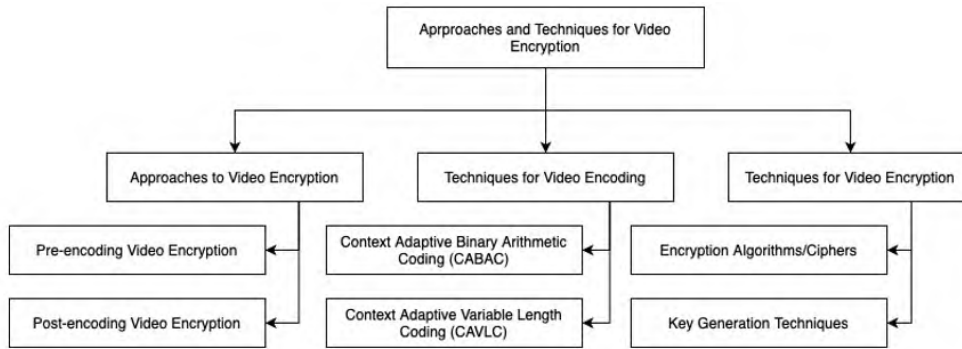 Aprproaches and Techniques for Video
Encryption
Approaches to Video Encryption
Techniques for Video Encoding
Techniques for Video Encryption
Pre-encoding Video Encryption
Context Adaptive Binary Arithmetic
Coding (CABAC)
Encryption Algorithms/Ciphers
Post-encoding Video Encryption
Context Adaptive Variable Length
Coding (CAVLC)
Key Generation Techniques